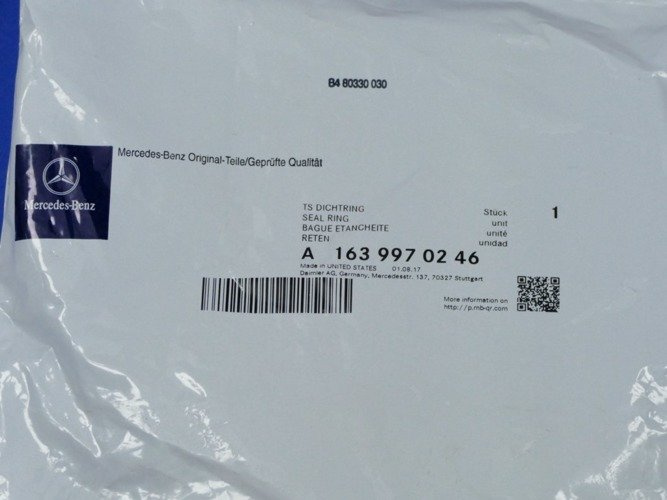 B4 80330 030
Mercedes-Benz Original-Teile/Geprüfte Qualität
Mercedes-Benz
TS DICHTRING
SEAL RING
BAGUE ETANCHEITE
RETEN
Stück
unit
unité
unidad
1
A 163 997 02 46
Made in UNITED STATES 01.08.17
Daimler AG, Germany, Mercedesstr. 137, 70327 Stuttgart
More information on
http://p.mb-qr.com